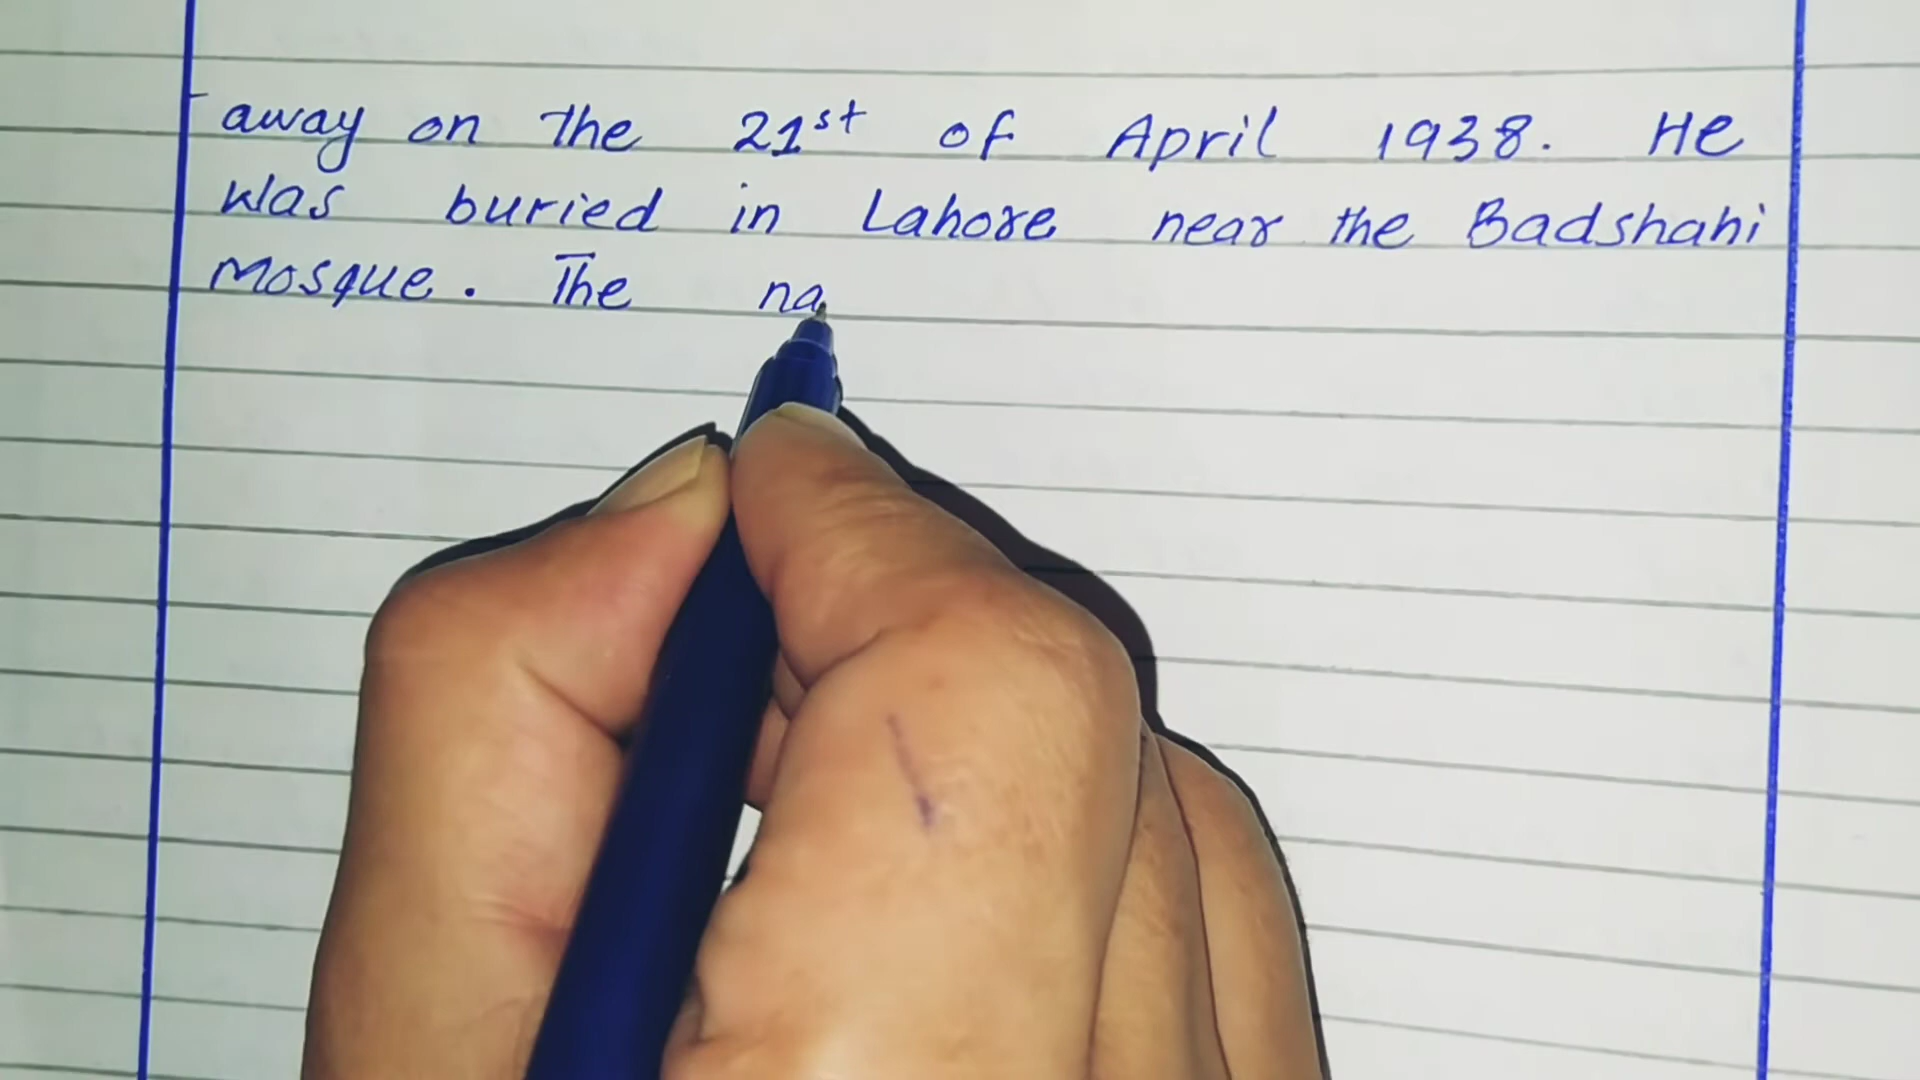 away on the 21st of April 1938. He
was buried in Lahore near the Badshahi
Mosque. The na